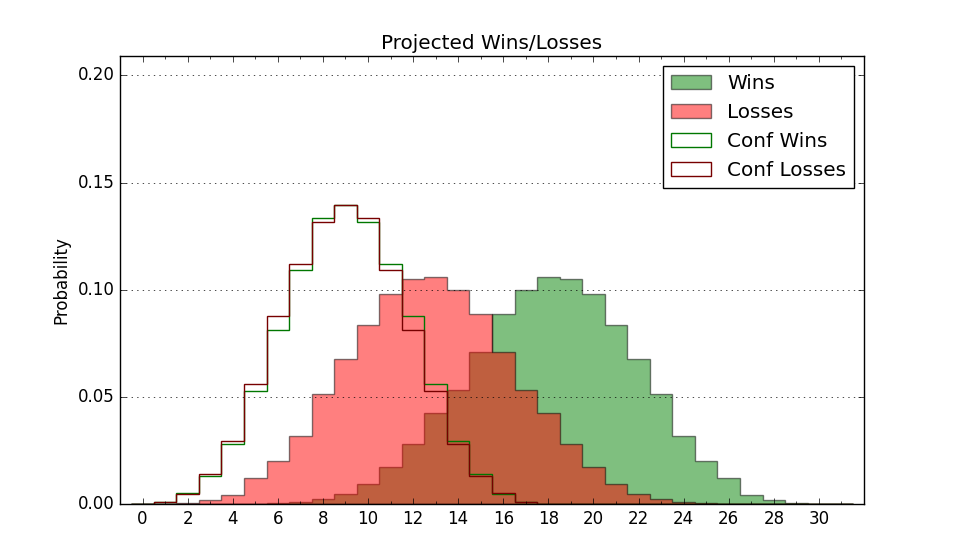 Projected Wins/Losses
Wins
Losses
Conf Wins
Conf Losses
Probability
0.20
0.15
0.10
0.05
0.00
0 2 4 6 8 10 12 14 16 18 20 22 24 26 28 30